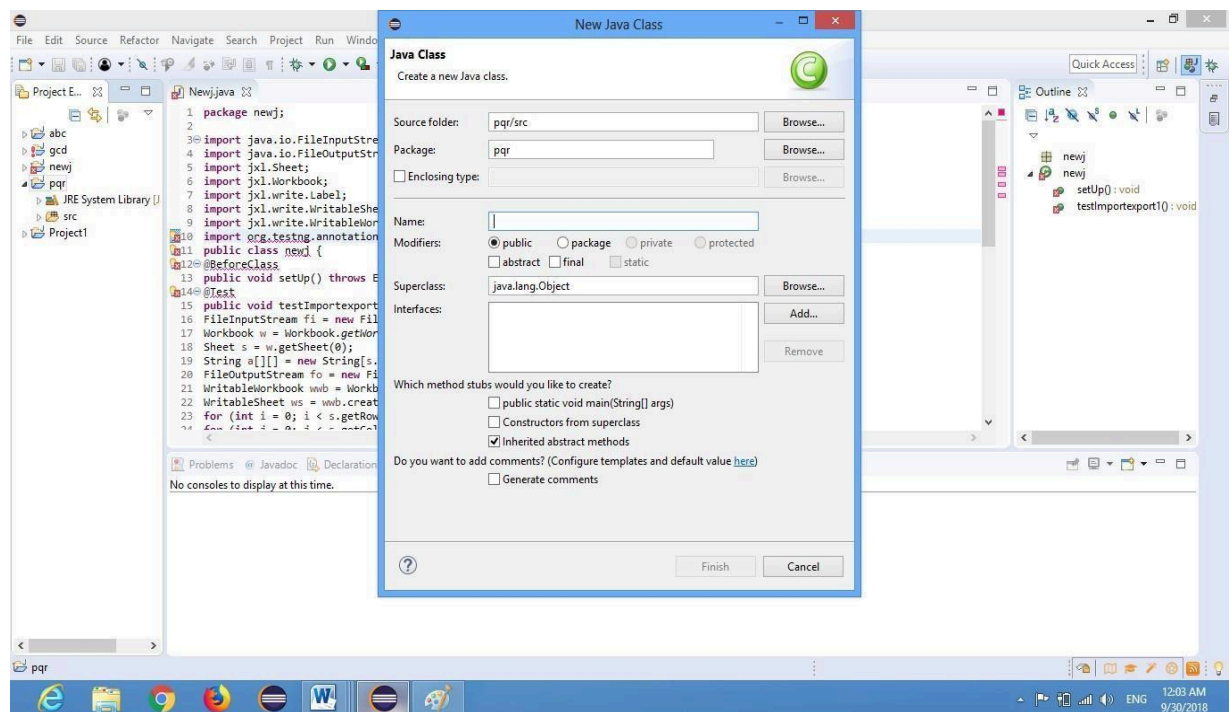 New Java Class
File Edit Source Refactor Navigate Search Project Run Windo
Quick Access
Java Class
Create a new Java class.
Source folder: pqr/src Browse...
Package: pqr Browse...
Enclosing type: Browse...
Name:
Modifiers: public package private protected
abstract final static
Superclass: java.lang.Object Browse...
Interfaces: Add...
Remove
Which method stubs would you like to create?
public static void main(String[] args)
Constructors from superclass
Inherited abstract methods
Do you want to add comments? (Configure templates and default value here)
Generate comments
Finish Cancel
Project E...
abc
gcd
newj
pqr
JRE System Library [J
src
Project1
Newj.java
1 package newj;
2
3 import java.io.FileInputStre
4 import java.io.FileOutputStr
5 import jxl.Sheet;
6 import jxl.Workbook;
7 import jxl.write.Label;
8 import jxl.write.WritableShe
9 import jxl.write.WritableWor
10 import org.testng.annotation
11 public class newj {
12 @BeforeClass
13 public void setUp() throws E
14 @Test
15 public void testImportexport
16 FileInputStream fi = new Fil
17 Workbook w = Workbook.getWor
18 Sheet s = w.getSheet(0);
19 String a[][] = new String[s.
20 FileOutputStream fo = new Fi
21 WritableWorkbook wwb = Workb
22 WritableSheet ws = wwb.creat
23 for (int i = 0; i < s.getRow
Outline
newj
newj
setUp() : void
testImportexport1() : void
Problems Javadoc Declaration
No consoles to display at this time.
pqr
ENG 12:03 AM
9/30/2018